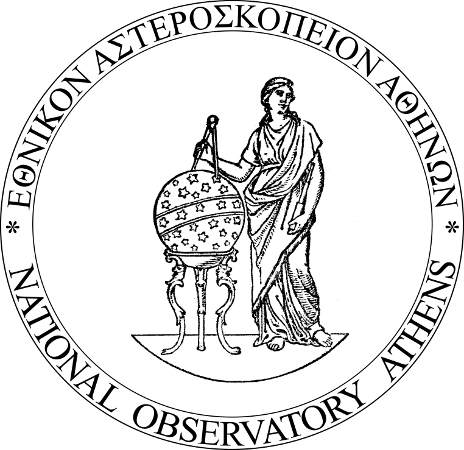 ΕΘΝΙΚΟΝ ΑΣΤΕΡΟΣΚΟΠΕΙΟΝ ΑΘΗΝΩΝ
* NATIONAL OBSERVATORY ATHENS *